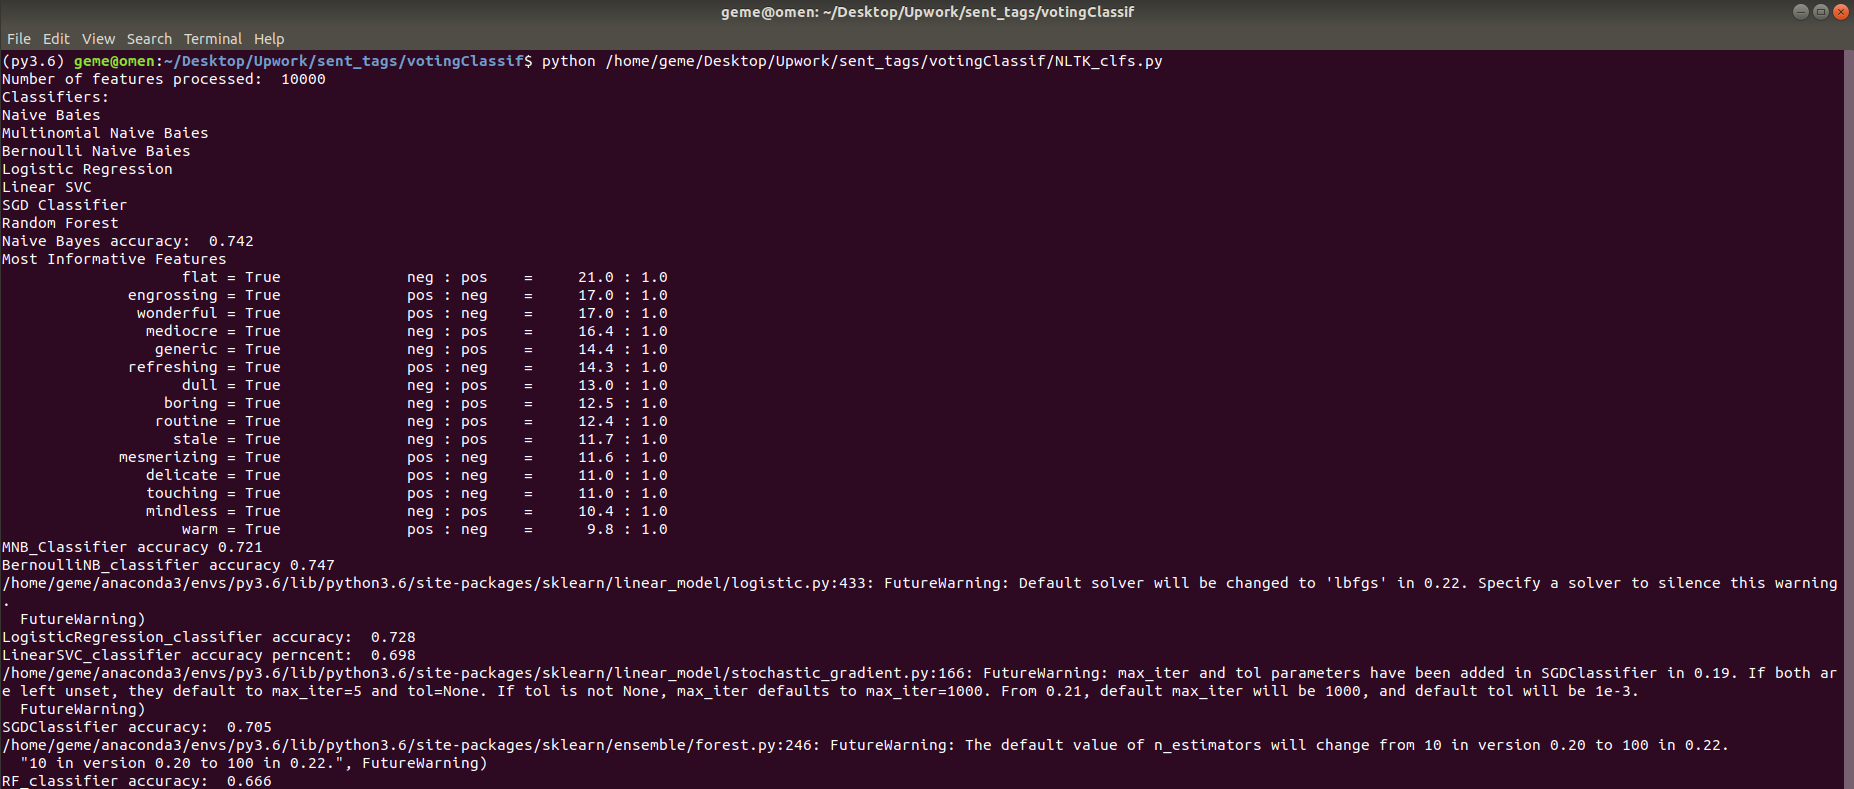 geme@omen: ~/Desktop/Upwork/sent_tags/votingClassif
File Edit View Search Terminal Help
(py3.6) geme@omen:~/Desktop/Upwork/sent_tags/votingClassif$ python /home/geme/Desktop/Upwork/sent_tags/votingClassif/NLTK_clfs.py
Number of features processed:  10000
Classifiers:
Naive Baies
Multinomial Naive Baies
Bernoulli Naive Baies
Logistic Regression
Linear SVC
SGD Classifier
Random Forest
Naive Bayes accuracy:  0.742
Most Informative Features
                    flat = True              neg : pos    =     21.0 : 1.0
              engrossing = True              pos : neg    =     17.0 : 1.0
               wonderful = True              pos : neg    =     17.0 : 1.0
                mediocre = True              neg : pos    =     16.4 : 1.0
                 generic = True              neg : pos    =     14.4 : 1.0
              refreshing = True              pos : neg    =     14.3 : 1.0
                    dull = True              neg : pos    =     13.0 : 1.0
                  boring = True              neg : pos    =     12.5 : 1.0
                 routine = True              neg : pos    =     12.4 : 1.0
                   stale = True              neg : pos    =     11.7 : 1.0
             mesmerizing = True              pos : neg    =     11.6 : 1.0
                delicate = True              pos : neg    =     11.0 : 1.0
                touching = True              pos : neg    =     11.0 : 1.0
                mindless = True              neg : pos    =     10.4 : 1.0
                    warm = True              pos : neg    =      9.8 : 1.0
MNB_Classifier accuracy 0.721
BernoulliNB_classifier accuracy 0.747
/home/geme/anaconda3/envs/py3.6/lib/python3.6/site-packages/sklearn/linear_model/logistic.py:433: FutureWarning: Default solver will be changed to 'lbfgs' in 0.22. Specify a solver to silence this warning
.
  FutureWarning)
LogisticRegression_classifier accuracy:  0.728
LinearSVC_classifier accuracy perncent:  0.698
/home/geme/anaconda3/envs/py3.6/lib/python3.6/site-packages/sklearn/linear_model/stochastic_gradient.py:166: FutureWarning: max_iter and tol parameters have been added in SGDClassifier in 0.19. If both ar
e left unset, they default to max_iter=5 and tol=None. If tol is not None, max_iter defaults to max_iter=1000. From 0.21, default max_iter will be 1000, and default tol will be 1e-3.
  FutureWarning)
SGDClassifier accuracy:  0.705
/home/geme/anaconda3/envs/py3.6/lib/python3.6/site-packages/sklearn/ensemble/forest.py:246: FutureWarning: The default value of n_estimators will change from 10 in version 0.20 to 100 in 0.22.
  "10 in version 0.20 to 100 in 0.22.", FutureWarning)
RF_classifier accuracy:  0.666